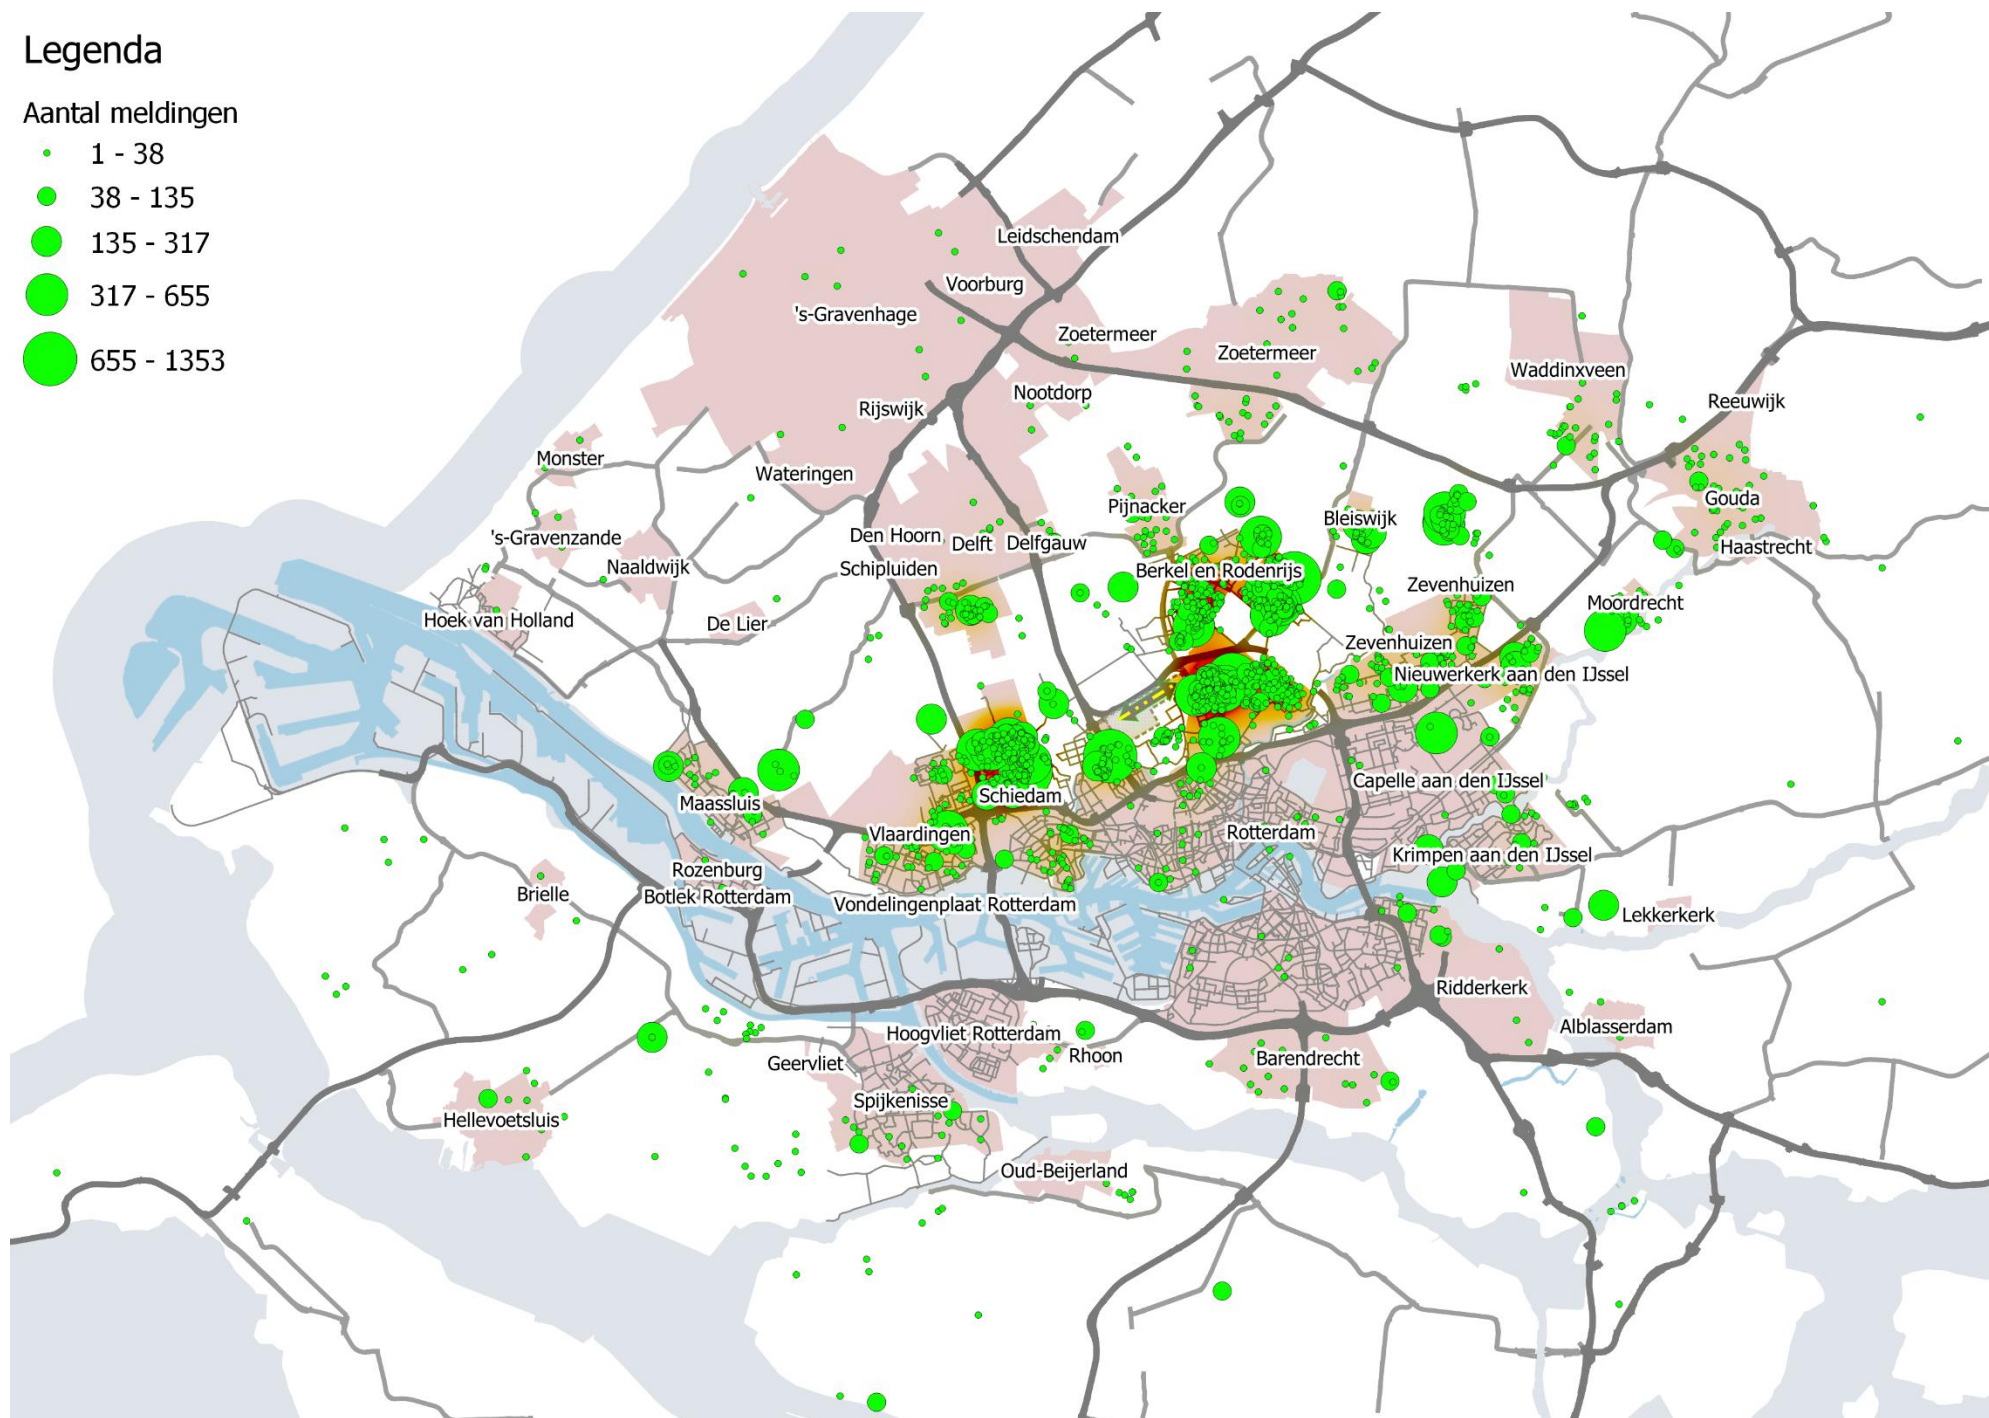 Legenda
Aantal meldingen
1 - 38
38 - 135
135 - 317
317 - 655
655 - 1353
Leidschendam
Voorburg
's-Gravenhage
Zoetermeer
Zoetermeer
Waddinxveen
Nootdorp
Reeuwijk
Rijswijk
Monster
Wateringen
Gouda
Pijnacker
Bleiswijk
's-Gravenzande
Den Hoorn
Delft
Delfgauw
Haastrecht
Naaldwijk
Schipluiden
Berkel en Rodenrijs
Zevenhuizen
Moordrecht
Hoek van Holland
De Lier
Zevenhuizen
Nieuwerkerk aan den IJssel
Capelle aan den IJssel
Schiedam
Maassluis
Vlaardingen
Rotterdam
Krimpen aan den IJssel
Rozenburg
Brielle
Botlek Rotterdam
Vondelingenplaat Rotterdam
Lekkerkerk
Ridderkerk
Alblasserdam
Hoogvliet Rotterdam
Rhoon
Barendrecht
Geervliet
Spijkenisse
Hellevoetsluis
Oud-Beijerland